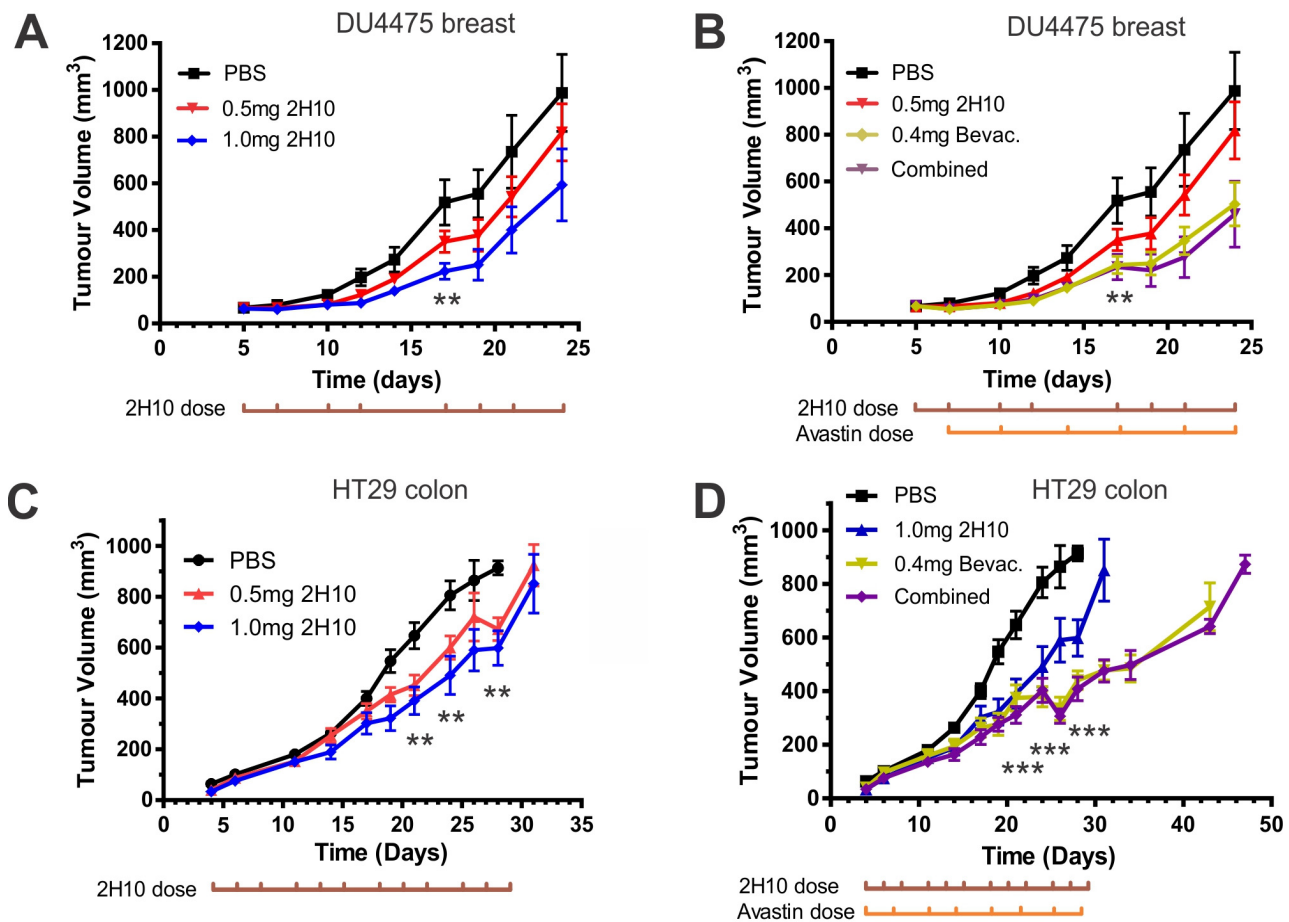 A
DU4475 breast
Tumour Volume (mm³)
1200
1000
800
600
400
200
0
PBS
0.5mg 2H10
1.0mg 2H10
**
0 5 10 15 20 25
Time (days)
2H10 dose
B
DU4475 breast
Tumour Volume (mm³)
1200
1000
800
600
400
200
0
PBS
0.5mg 2H10
0.4mg Bevac.
Combined
**
0 5 10 15 20 25
Time (days)
2H10 dose
Avastin dose
C
HT29 colon
Tumour Volume (mm³)
1000
800
600
400
200
0
PBS
0.5mg 2H10
1.0mg 2H10
**
**
**
0 5 10 15 20 25 30 35
Time (Days)
2H10 dose
D
HT29 colon
Tumour Volume (mm³)
1000
800
600
400
200
0
PBS
1.0mg 2H10
0.4mg Bevac.
Combined
***
***
***
0 10 20 30 40 50
Time (Days)
2H10 dose
Avastin dose